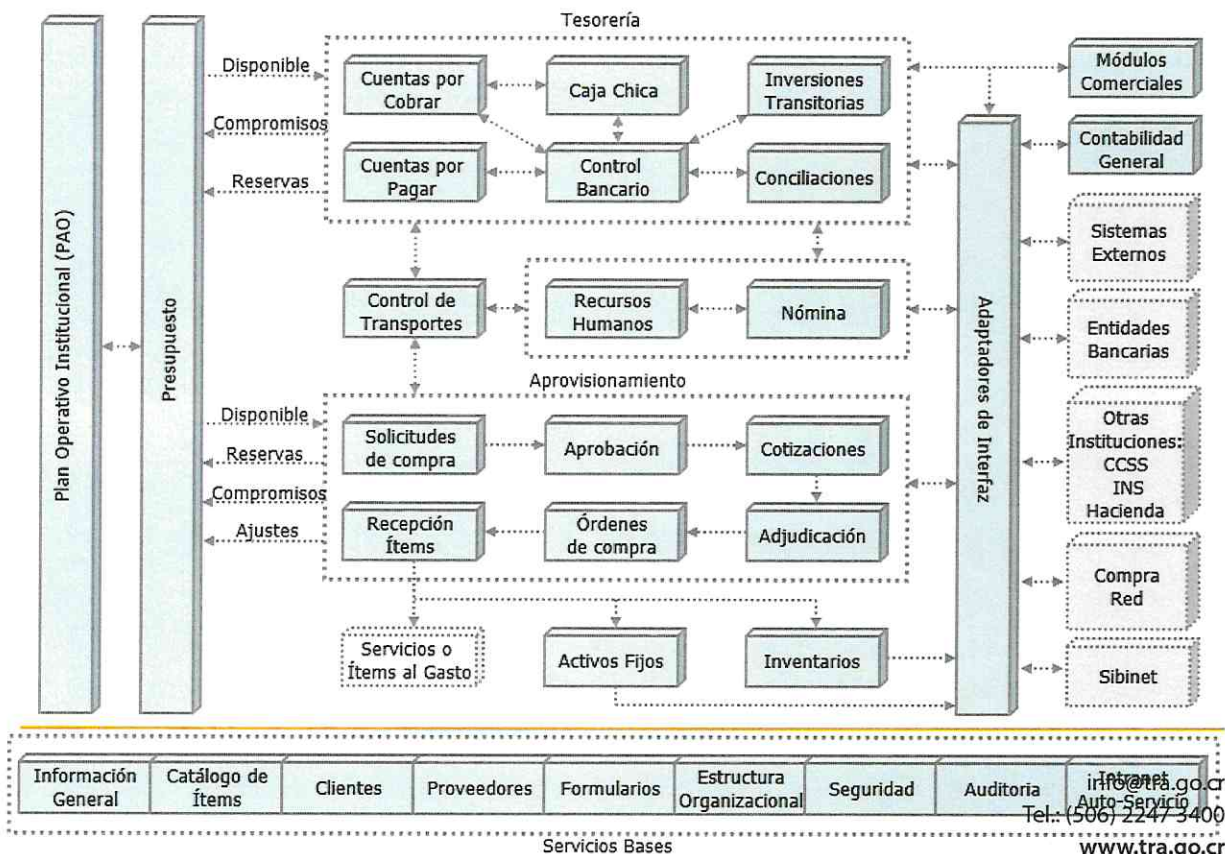 Tesorería
Plan Operativo Institucional (PAO)
Presupuesto
Disponible
Compromisos
Reservas
Cuentas por
Cobrar
Caja Chica
Inversiones
Transitorias
Cuentas por
Pagar
Control
Bancario
Conciliaciones
Control de
Transportes
Recursos
Humanos
Nómina
Aprovisionamiento
Disponible
Reservas
Compromisos
Ajustes
Solicitudes
de compra
Aprobación
Cotizaciones
Recepción
Ítems
Órdenes
de compra
Adjudicación
Servicios o
Ítems al Gasto
Activos Fijos
Inventarios
Adaptadores de Interfaz
Módulos
Comerciales
Contabilidad
General
Sistemas
Externos
Entidades
Bancarias
Otras
Instituciones:
CCSS
INS
Hacienda
Compra
Red
Sibinet
Información
General
Catálogo de
Ítems
Clientes
Proveedores
Formularios
Estructura
Organizacional
Seguridad
Auditoria
Intranet
Auto-Servicio
Servicios Bases
info@tra.go.cr
Tel.: (506) 2247 3400
www.tra.go.cr